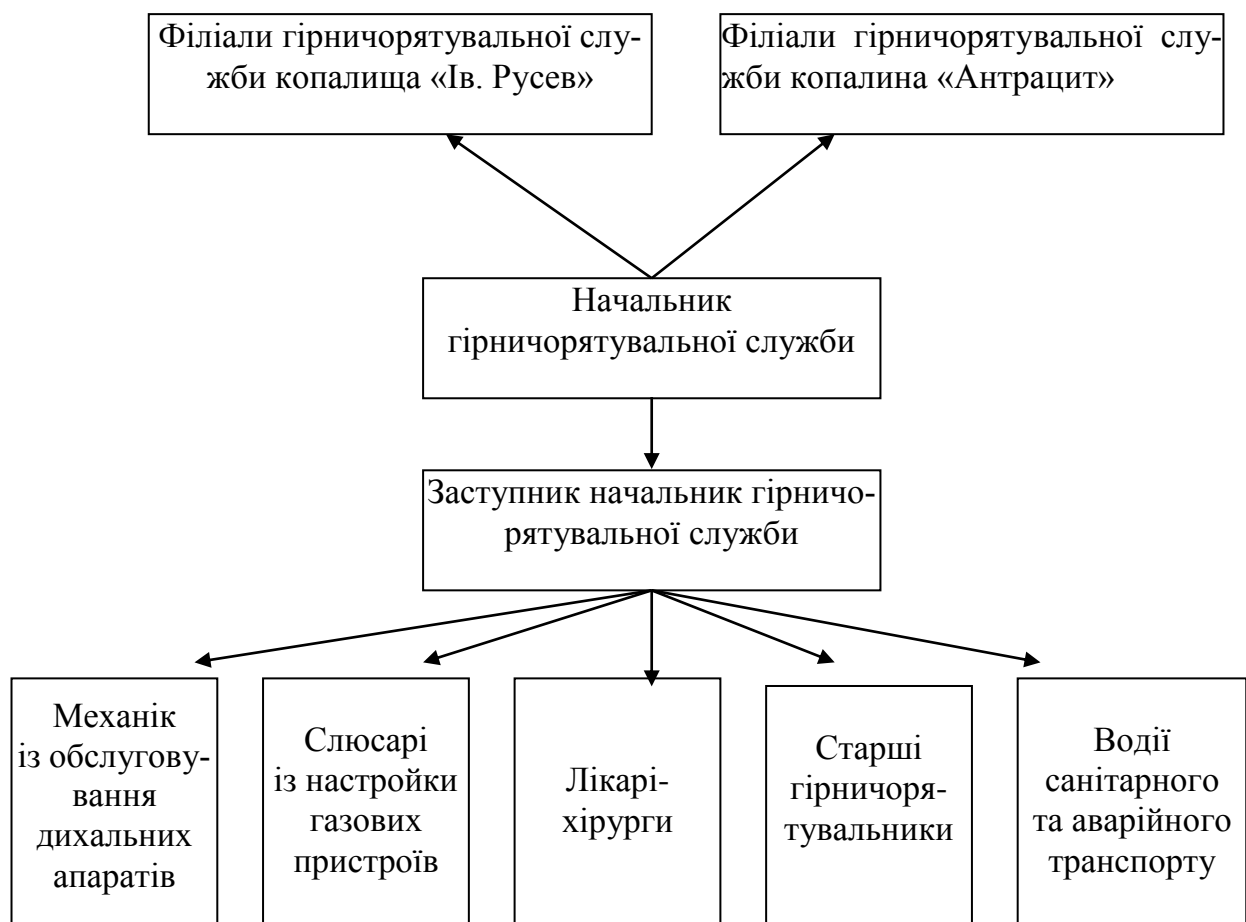 Філіали гірничорятувальної слу-
жби копалища «Ів. Русев»
Філіали гірничорятувальної слу-
жби копалина «Антрацит»
Начальник
гірничорятувальної служби
Заступник начальник гірничо-
рятувальної служби
Механік
із обслугову-
вання
дихальних
апаратів
Слюсарі
із настройки
газових
пристроїв
Лікарі-
хірурги
Старші
гірничоря-
тувальники
Водії
санітарного
та аварійного
транспорту